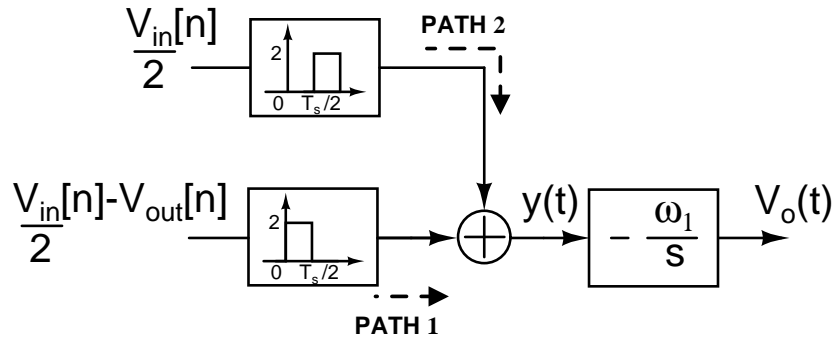 V_in[n]
2
2
0 T_s/2
PATH 2
V_in[n]-V_out[n]
2
2
0 T_s/2
PATH 1
y(t)
- ω_1
s
V_o(t)